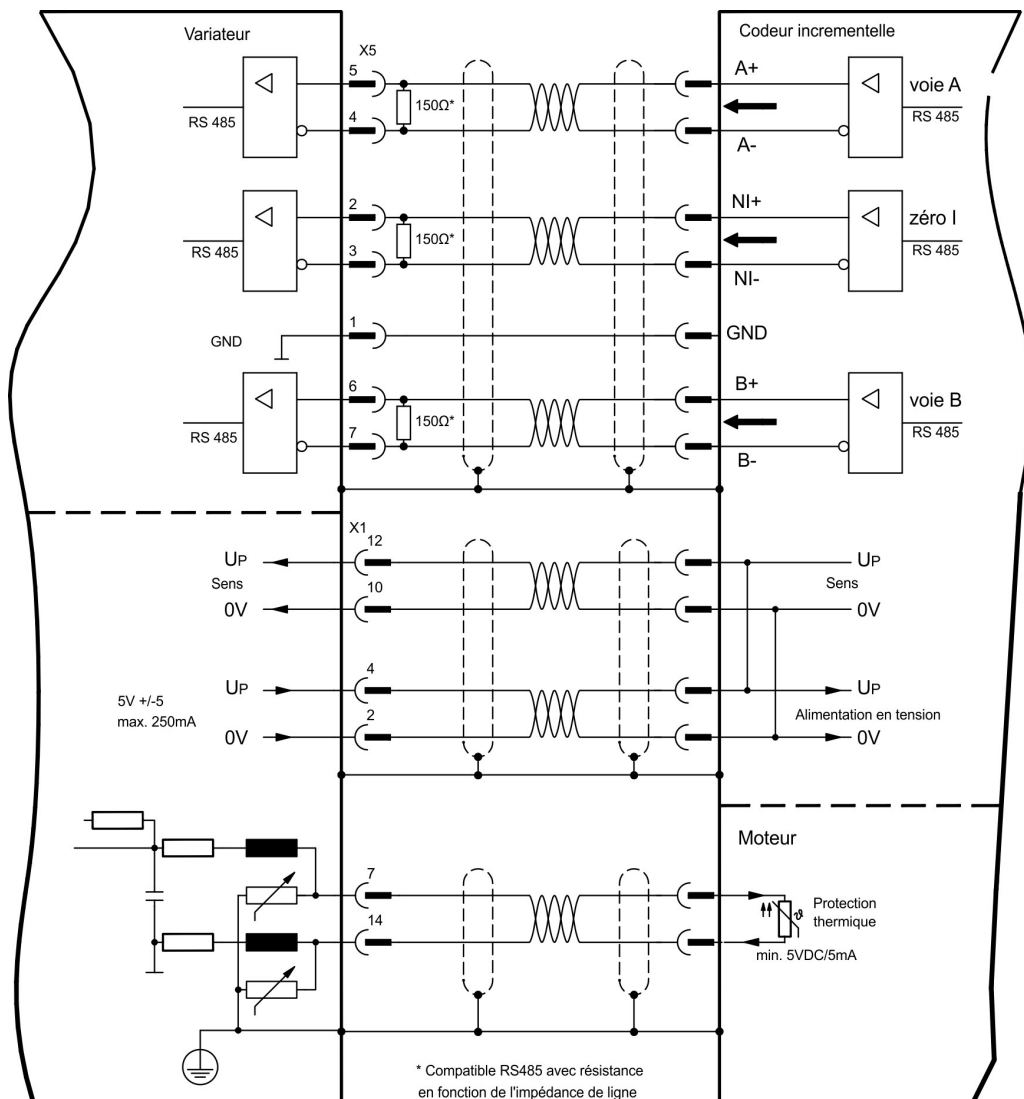 Variateur
X5
Codeur incrementelle
5
A+
voie A
150Ω*
RS 485
RS 485
4
A-
2
NI+
zéro I
150Ω*
RS 485
RS 485
3
NI-
1
GND
GND
6
B+
voie B
150Ω*
RS 485
RS 485
7
B-
X1
12
UP
UP
Sens
Sens
10
0V
0V
4
UP
UP
5V +/-5
max. 250mA
Alimentation en tension
2
0V
0V
Moteur
7
Protection
thermique
14
ϑ
min. 5VDC/5mA
* Compatible RS485 avec résistance
en fonction de l'impédance de ligne